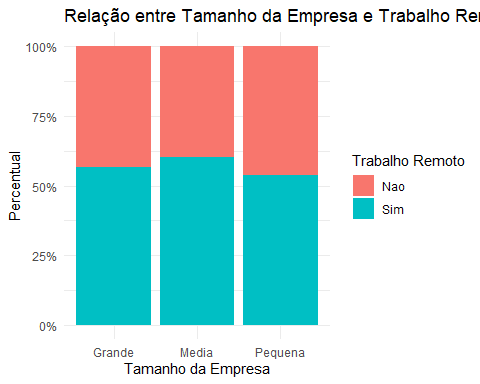 Relação entre Tamanho da Empresa e Trabalho Re
100%
75%
50%
25%
0%
Percentual
Grande
Media
Pequena
Tamanho da Empresa
Trabalho Remoto
Nao
Sim